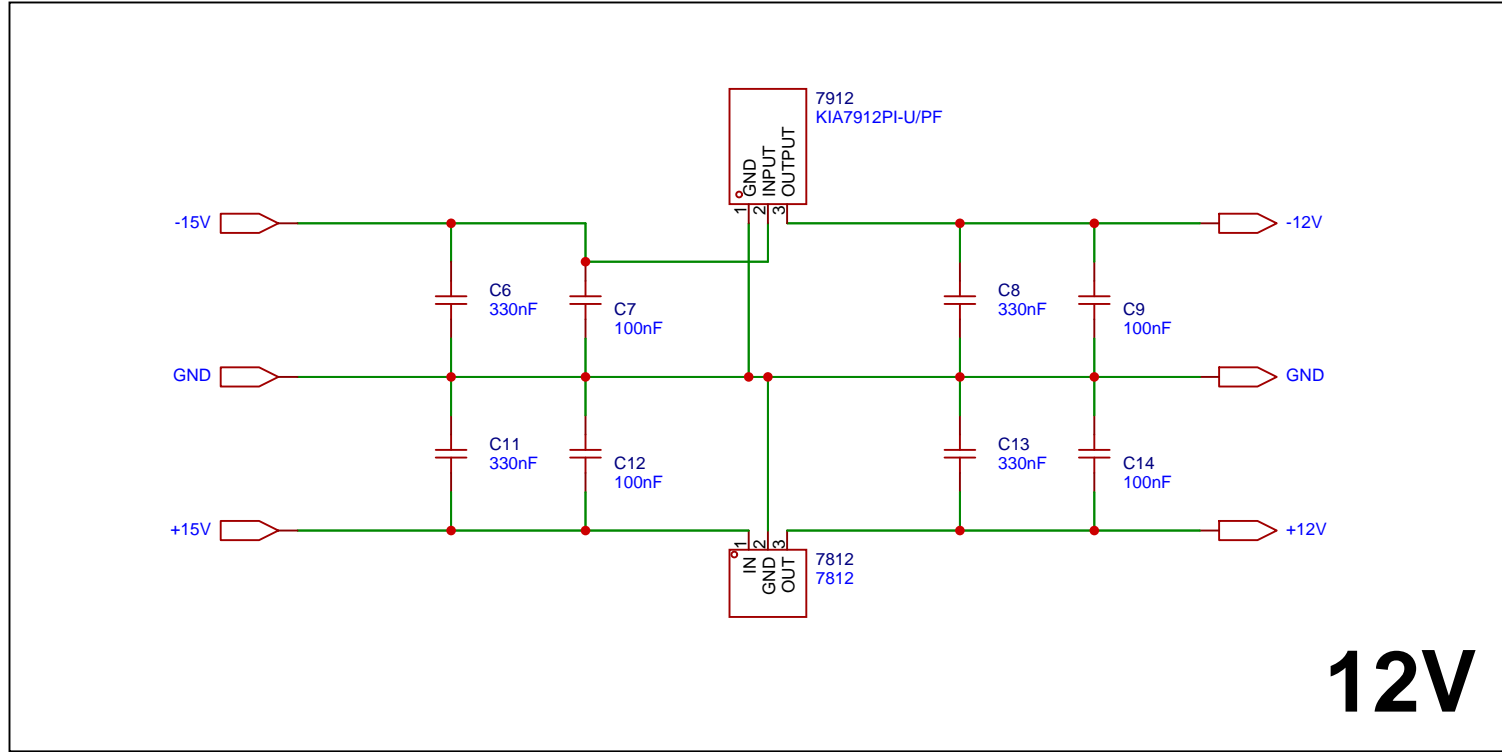 7912
KIA7912PI-U/PF
GND
INPUT
OUTPUT
1
2
3
-15V
-12V
C6
330nF
C7
100nF
C8
330nF
C9
100nF
GND
GND
C11
330nF
C12
100nF
C13
330nF
C14
100nF
+15V
+12V
1
2
3
IN
GND
OUT
7812
7812
12V